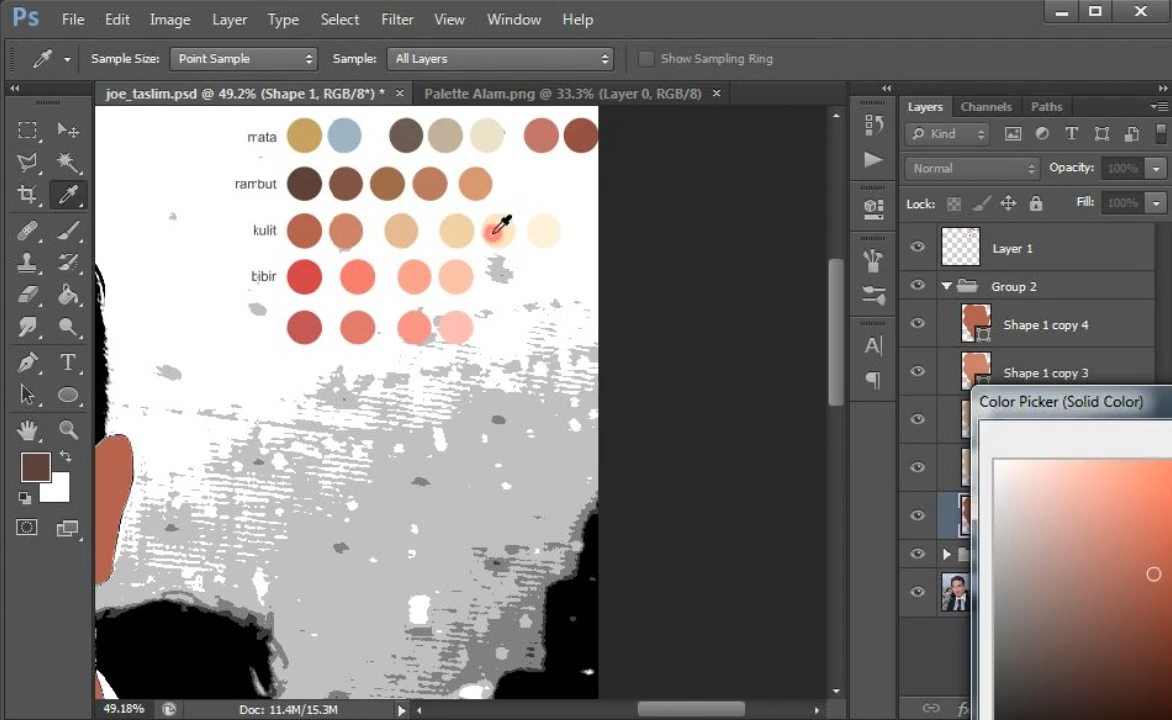 Ps File Edit Image Layer Type Select Filter View Window Help
Sample Size: Point Sample Sample: All Layers Show Sampling Ring
joe_taslim.psd @ 49.2% (Shape 1, RGB/8*) * × Palette Alam.png @ 33.3% (Layer 0, RGB/8) ×
Layers Channels Paths
Kind
Normal Opacity: 100%
Lock: Fill: 100%
Layer 1
Group 2
Shape 1 copy 4
Shape 1 copy 3
mata
rambut
kulit
bibir
Color Picker (Solid Color)
49.18% Doc: 11.4M/15.3M